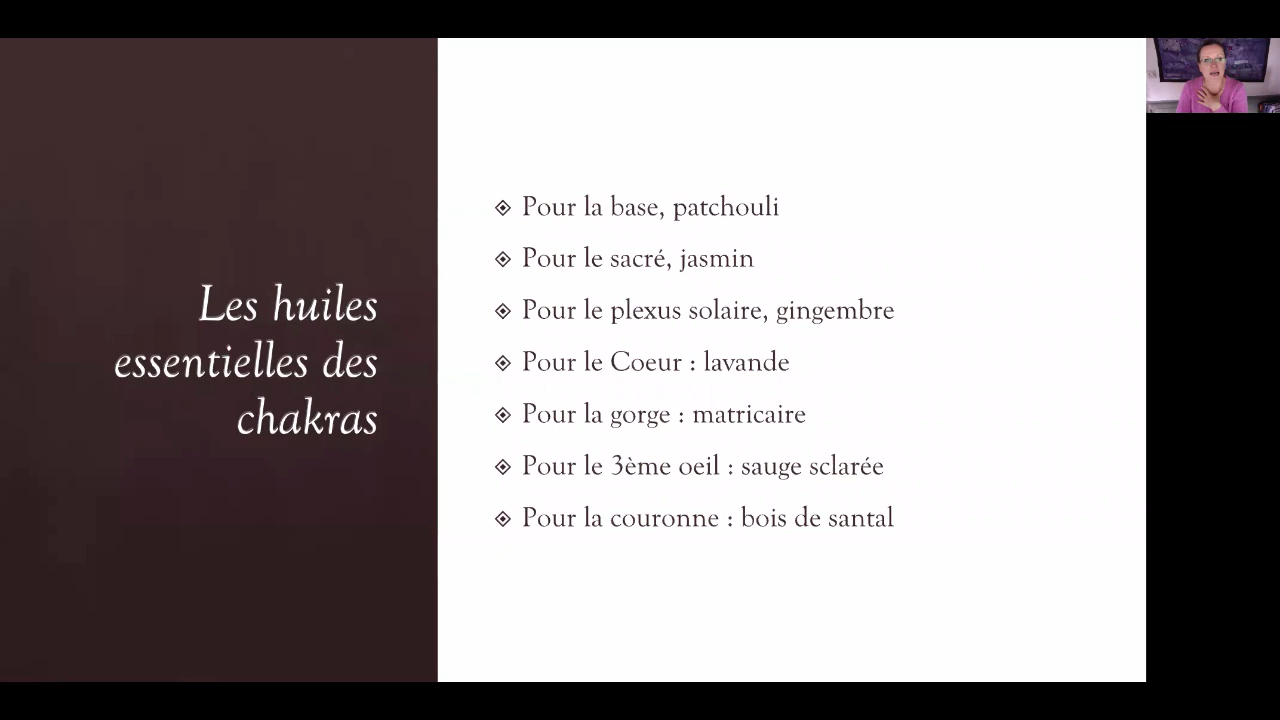 Les huiles
essentielles des
chakras
Pour la base, patchouli
Pour le sacré, jasmin
Pour le plexus solaire, gingembre
Pour le Coeur : lavande
Pour la gorge : matricaire
Pour le 3ème oeil : sauge sclarée
Pour la couronne : bois de santal